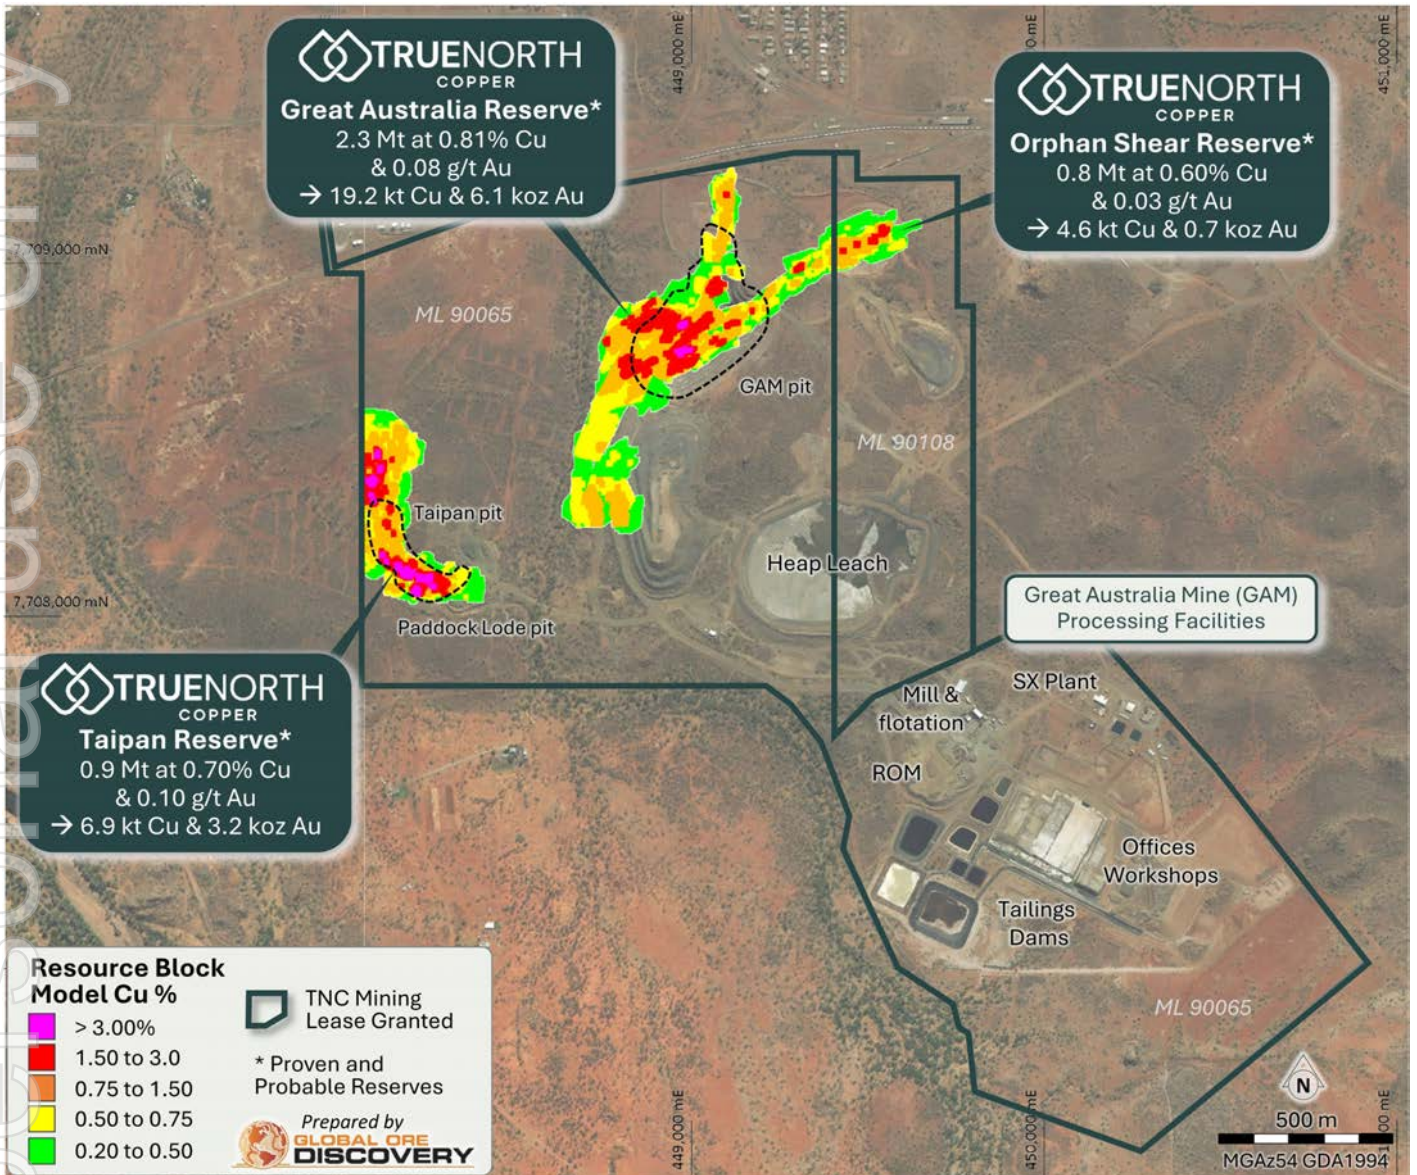 TRUENORTH
COPPER
Great Australia Reserve*
2.3 Mt at 0.81% Cu
& 0.08 g/t Au
→ 19.2 kt Cu & 6.1 koz Au
449,000 mE
451,000 mE
TRUENORTH
COPPER
Orphan Shear Reserve*
0.8 Mt at 0.60% Cu
& 0.03 g/t Au
→ 4.6 kt Cu & 0.7 koz Au
7,709,000 mN
ML 90065
GAM pit
ML 90108
Taipan pit
Heap Leach
7,708,000 mN
Paddock Lode pit
Great Australia Mine (GAM)
Processing Facilities
TRUENORTH
COPPER
Taipan Reserve*
0.9 Mt at 0.70% Cu
& 0.10 g/t Au
→ 6.9 kt Cu & 3.2 koz Au
Mill &
flotation
SX Plant
ROM
Offices
Workshops
Tailings
Dams
ML 90065
Resource Block
Model Cu %
> 3.00%
1.50 to 3.0
0.75 to 1.50
0.50 to 0.75
0.20 to 0.50
TNC Mining
Lease Granted
* Proven and
Probable Reserves
Prepared by
GLOBAL ORE
DISCOVERY
449,000 mE
450,000 mE
N
500 m
MGAz54 GDA1994